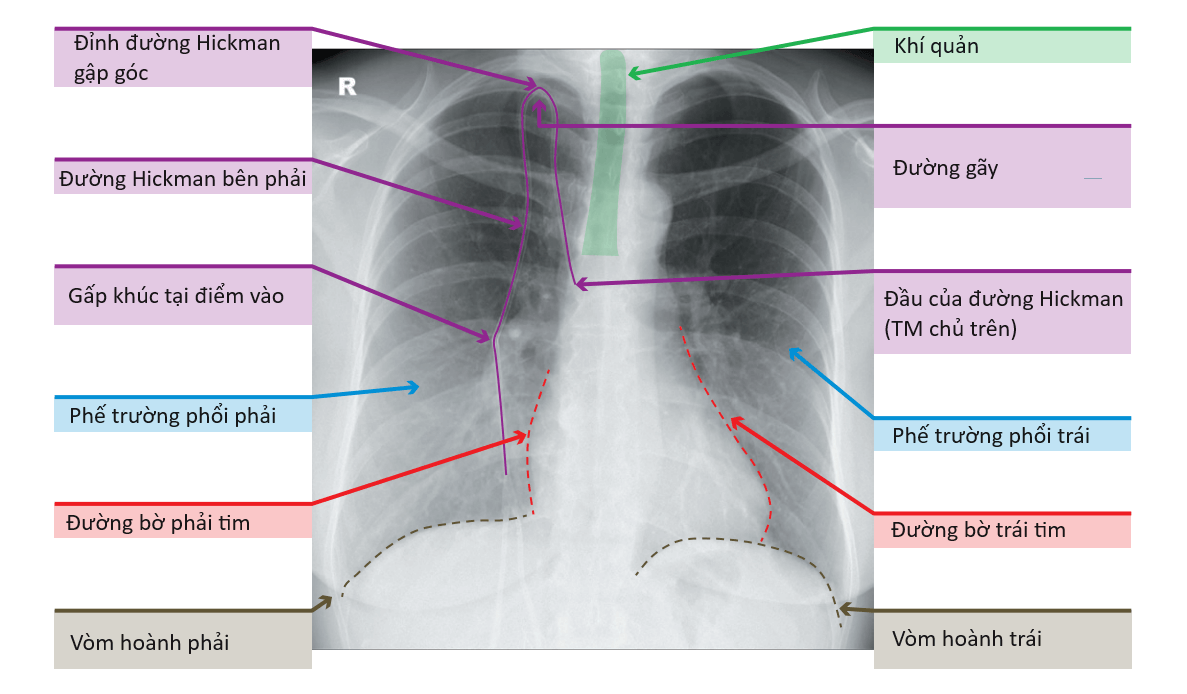 Đỉnh đường Hickman
gập góc
Đường Hickman bên phải
Gấp khúc tại điểm vào
Phế trường phổi phải
Đường bờ phải tim
Vòm hoành phải
R
Khí quản
Đường gãy
Đầu của đường Hickman
(TM chủ trên)
Phế trường phổi trái
Đường bờ trái tim
Vòm hoành trái